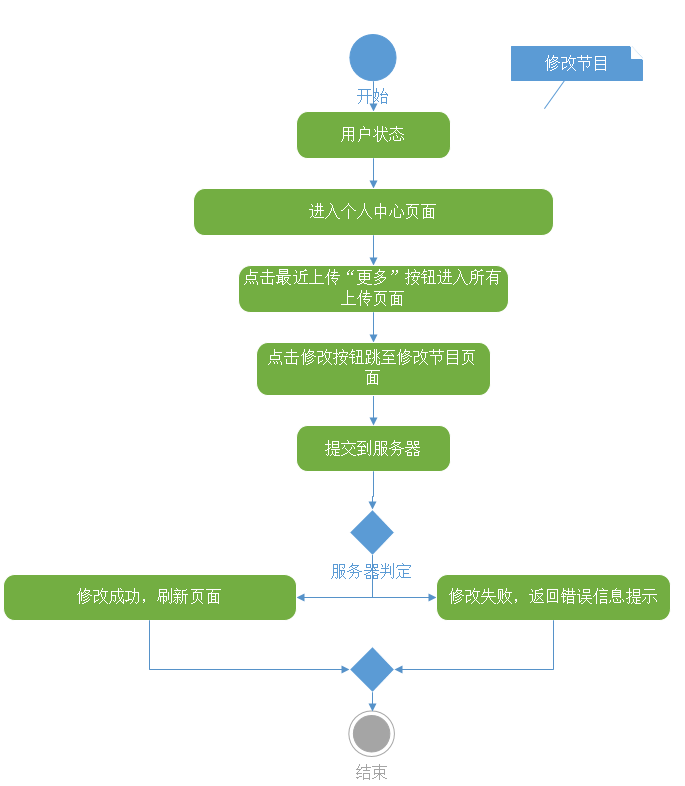 修改节目
开始
用户状态
进入个人中心页面
点击最近上传“更多”按钮进入所有
上传页面
点击修改按钮跳至修改节目页
面
提交到服务器
服务器判定
修改成功，刷新页面
修改失败，返回错误信息提示
结束